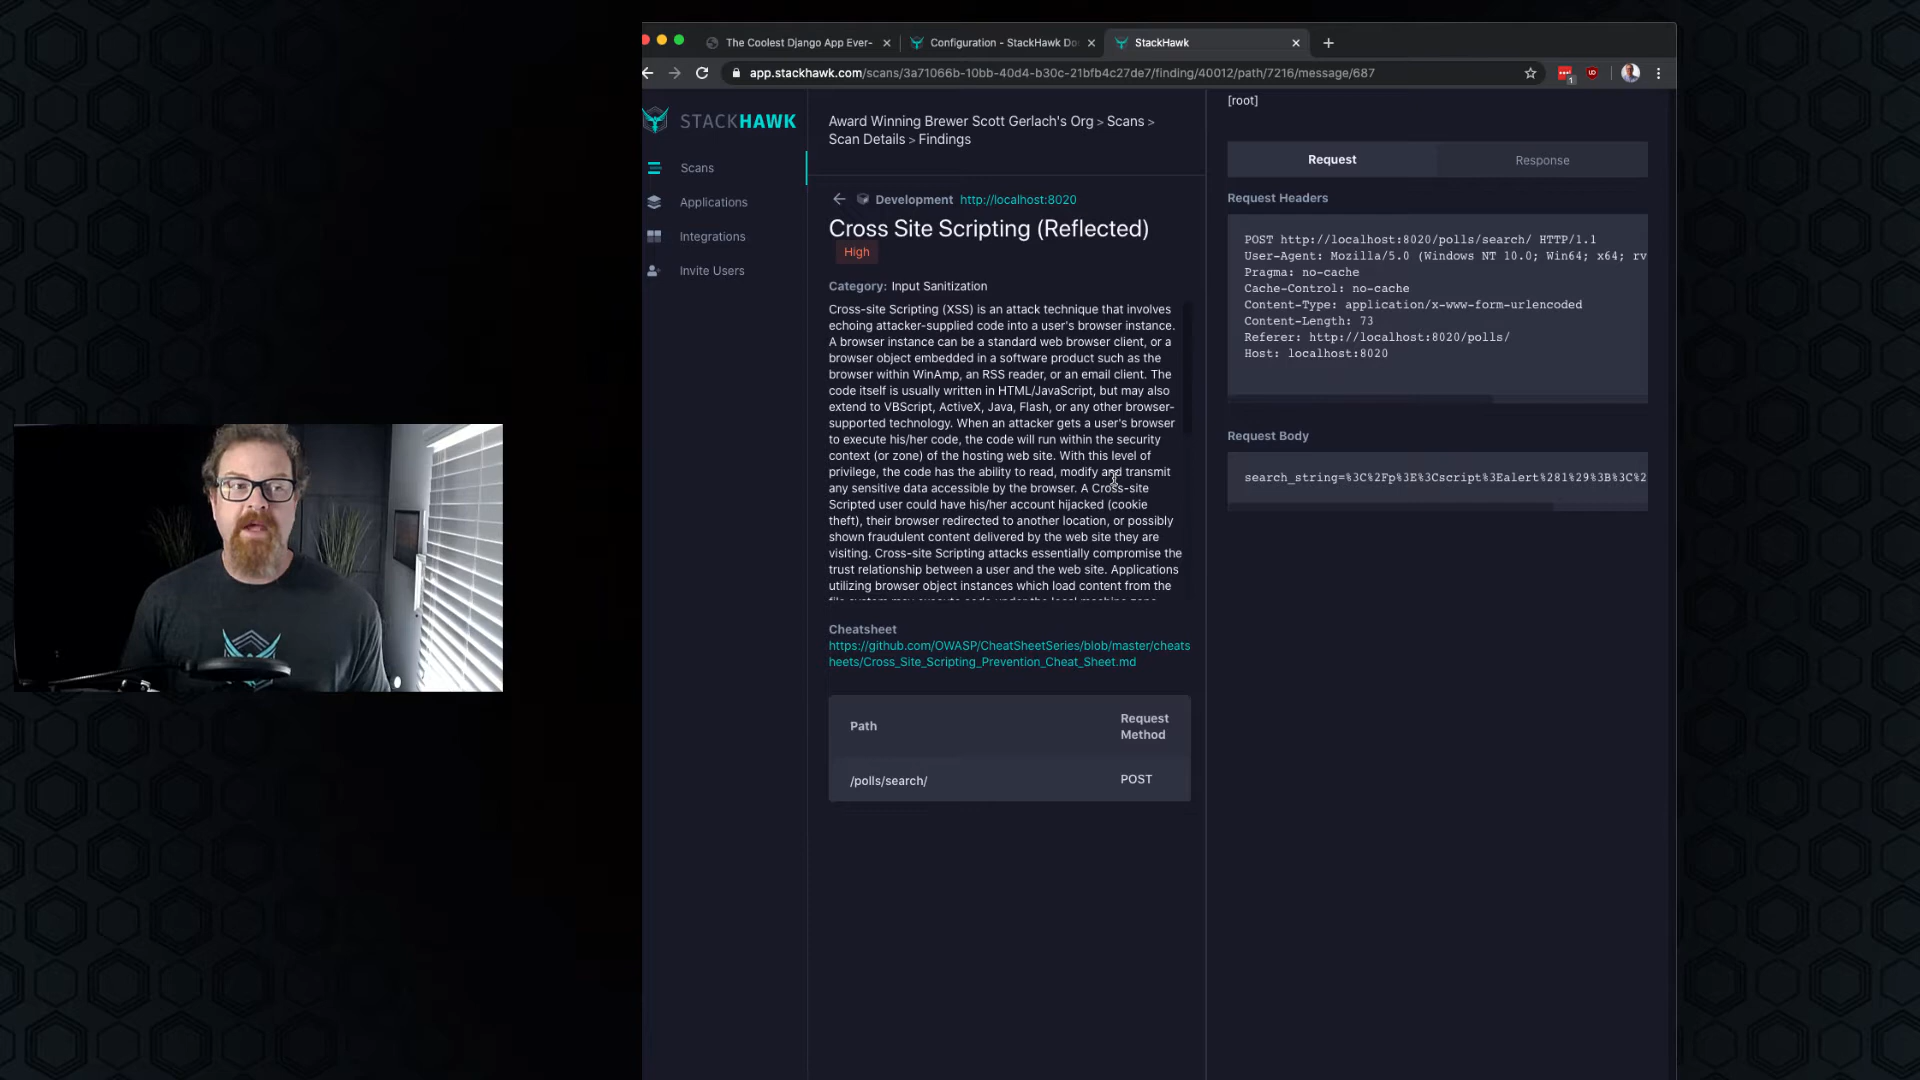 The Coolest Django App Ever-
Configuration - StackHawk Do
StackHawk
app.stackhawk.com/scans/3a71066b-10bb-40d4-b30c-21bfb4c27de7/finding/40012/path/7216/message/687
STACKHAWK
Scans
Applications
Integrations
Invite Users
Award Winning Brewer Scott Gerlach's Org > Scans >
Scan Details > Findings
Development http://localhost:8020
Cross Site Scripting (Reflected)
High
Category: Input Sanitization
Cross-site Scripting (XSS) is an attack technique that involves
echoing attacker-supplied code into a user's browser instance.
A browser instance can be a standard web browser client, or a
browser object embedded in a software product such as the
browser within WinAmp, an RSS reader, or an email client. The
code itself is usually written in HTML/JavaScript, but may also
extend to VBScript, ActiveX, Java, Flash, or any other browser-
supported technology. When an attacker gets a user's browser
to execute his/her code, the code will run within the security
context (or zone) of the hosting web site. With this level of
privilege, the code has the ability to read, modify and transmit
any sensitive data accessible by the browser. A Cross-site
Scripted user could have his/her account hijacked (cookie
theft), their browser redirected to another location, or possibly
shown fraudulent content delivered by the web site they are
visiting. Cross-site Scripting attacks essentially compromise the
trust relationship between a user and the web site. Applications
utilizing browser object instances which load content from the
Cheatsheet
https://github.com/OWASP/CheatSheetSeries/blob/master/cheats
heets/Cross_Site_Scripting_Prevention_Cheat_Sheet.md
Path
Request
Method
/polls/search/
POST
[root]
Request
Response
Request Headers
POST http://localhost:8020/polls/search/ HTTP/1.1
User-Agent: Mozilla/5.0 (Windows NT 10.0; Win64; x64; rv
Pragma: no-cache
Cache-Control: no-cache
Content-Type: application/x-www-form-urlencoded
Content-Length: 73
Referer: http://localhost:8020/polls/
Host: localhost:8020
Request Body
search_string=%3C%2Fp%3E%3Cscript%3Ealert%281%29%3B%3C%2